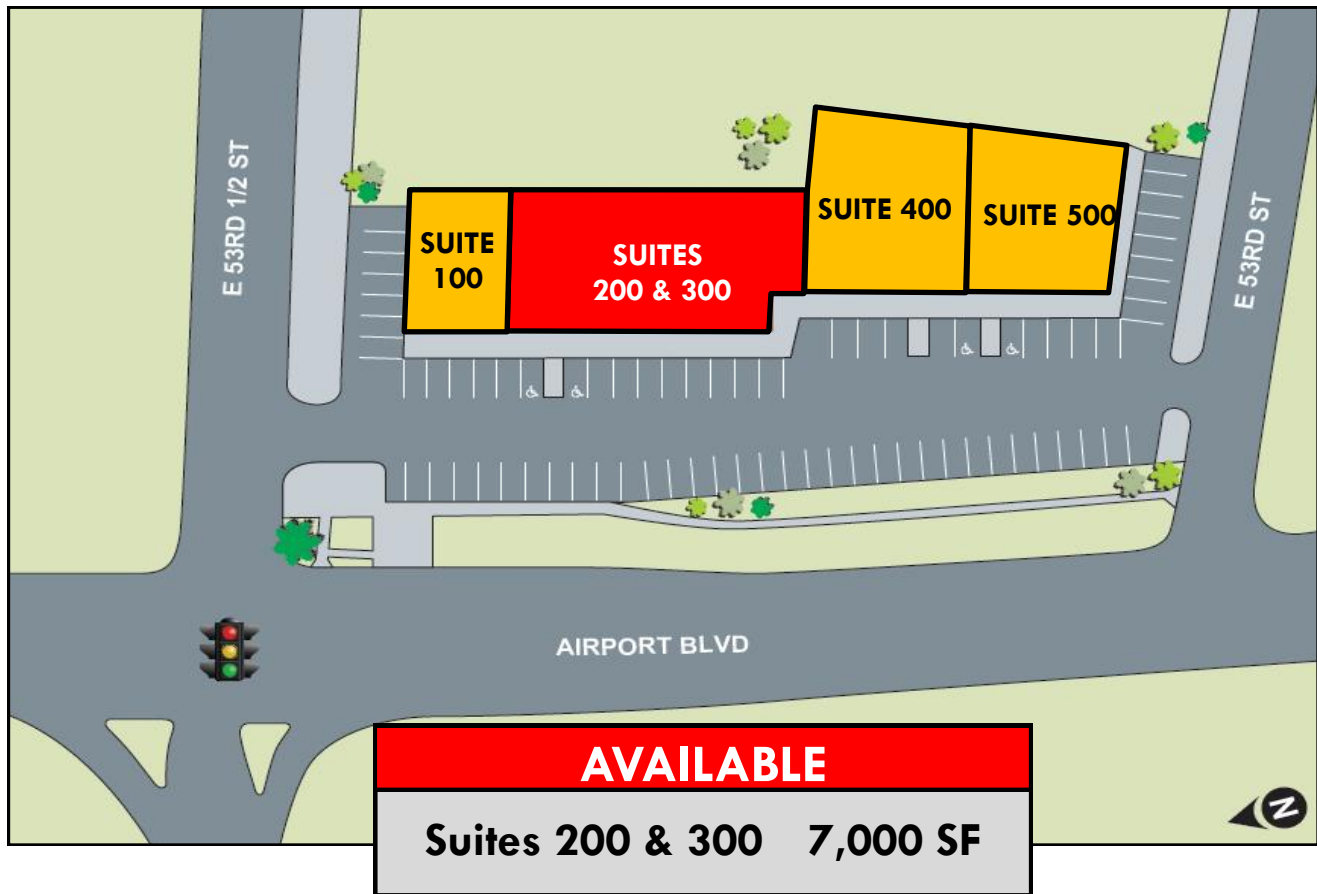 E 53RD 1/2 ST
SUITE
100
SUITES
200 & 300
SUITE 400
SUITE 500
E 53RD ST
AIRPORT BLVD
AVAILABLE
Suites 200 & 300 7,000 SF
N